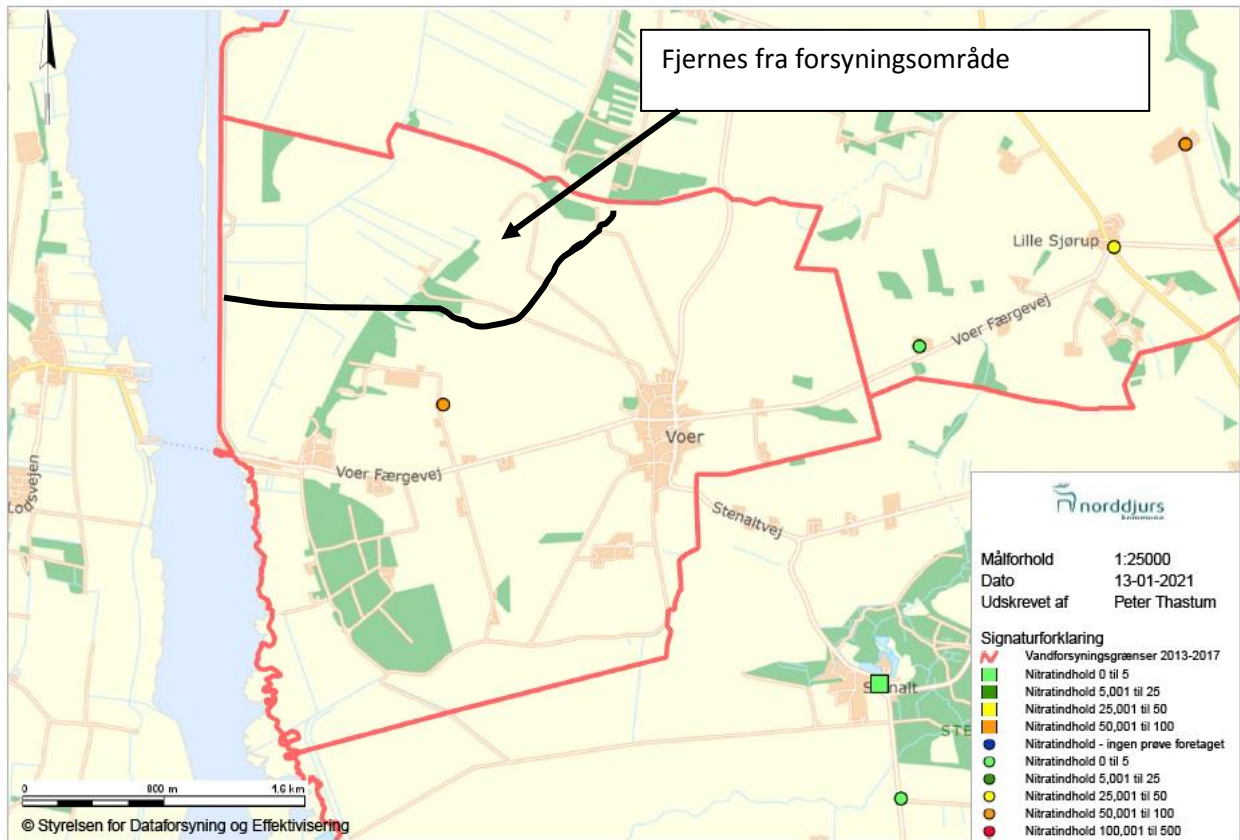 Fjernes fra forsyningsområde
Lille Sjørup
Voer Færgevej
Voer
Voer Færgevej
Lodsvejen
Stenaltvej
norddjurs
kommune
Målforhold 1:25000
Dato 13-01-2021
Udskrevet af Peter Thastum
Signaturforklaring
Vandforsyningsgrænser 2013-2017
Nitratindhold 0 til 5
Nitratindhold 5,001 til 25
Nitratindhold 25,001 til 50
Nitratindhold 50,001 til 100
Nitratindhold - ingen prøve foretaget
Nitratindhold 0 til 5
Nitratindhold 5,001 til 25
Nitratindhold 25,001 til 50
Nitratindhold 50,001 til 100
Nitratindhold 100,001 til 500
STE
0 800 m 1,6 km
© Styrelsen for Dataforsyning og Effektivisering